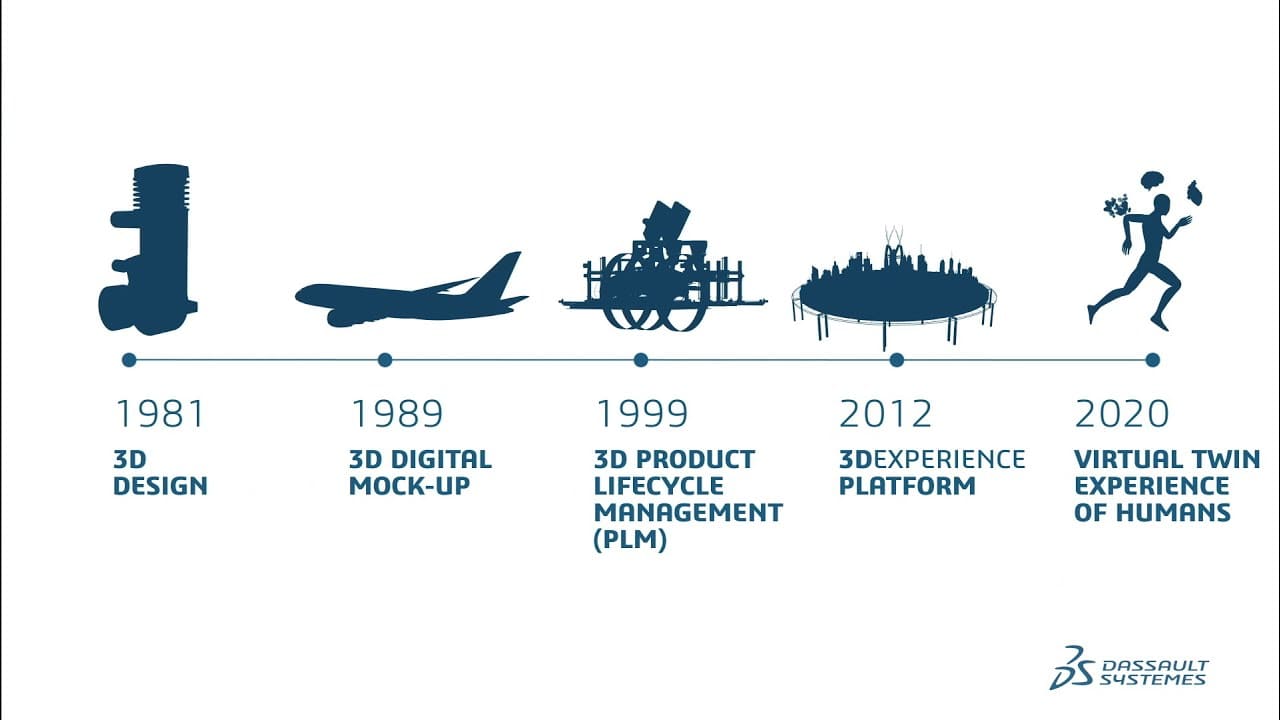 1981
3D
DESIGN
1989
3D DIGITAL
MOCK-UP
1999
3D PRODUCT
LIFECYCLE
MANAGEMENT
(PLM)
2012
3DEXPERIENCE
PLATFORM
2020
VIRTUAL TWIN
EXPERIENCE
OF HUMANS
3DS DASSAULT
SYSTEMES